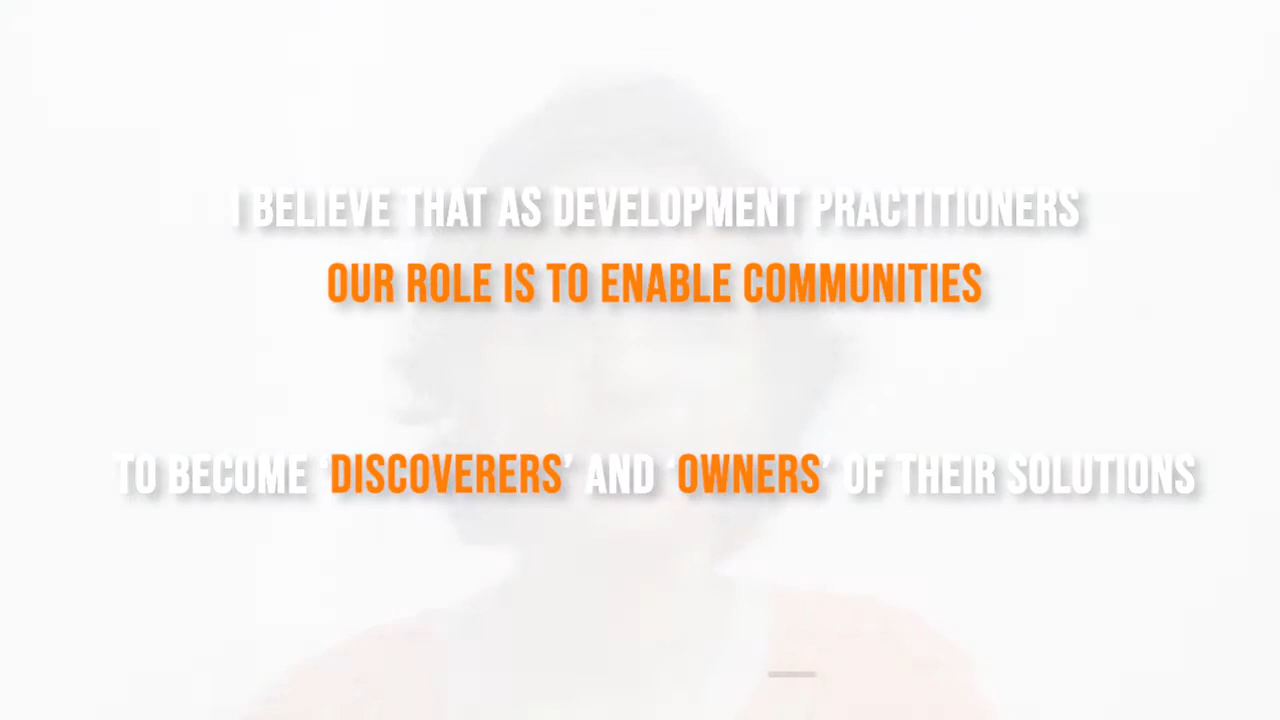 I BELIEVE THAT AS DEVELOPMENT PRACTITIONERS
OUR ROLE IS TO ENABLE COMMUNITIES
TO BECOME ‘DISCOVERERS’ AND ‘OWNERS’ OF THEIR SOLUTIONS